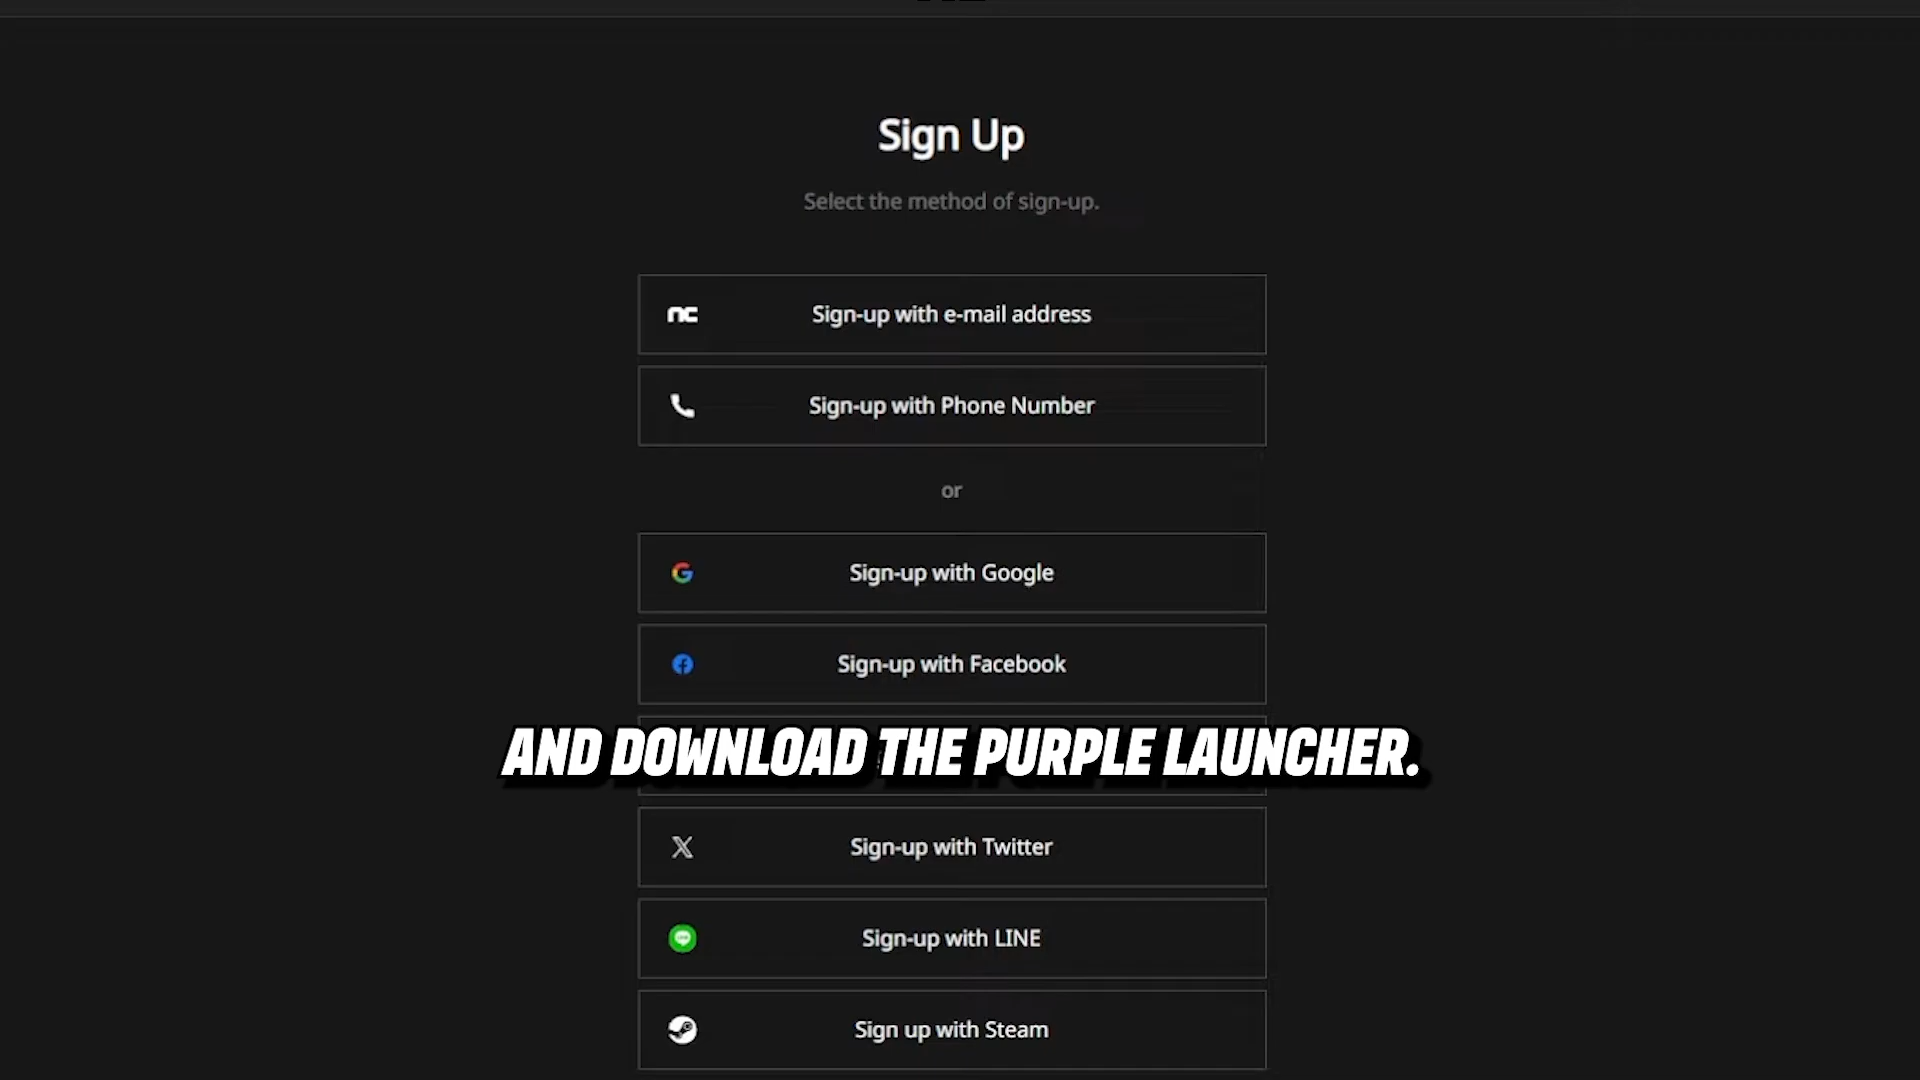 Sign Up
Select the method of sign-up.
nc
Sign-up with e-mail address
Sign-up with Phone Number
or
Sign-up with Google
Sign-up with Facebook
AND DOWNLOAD THE PURPLE LAUNCHER.
Sign-up with Twitter
Sign-up with LINE
Sign up with Steam